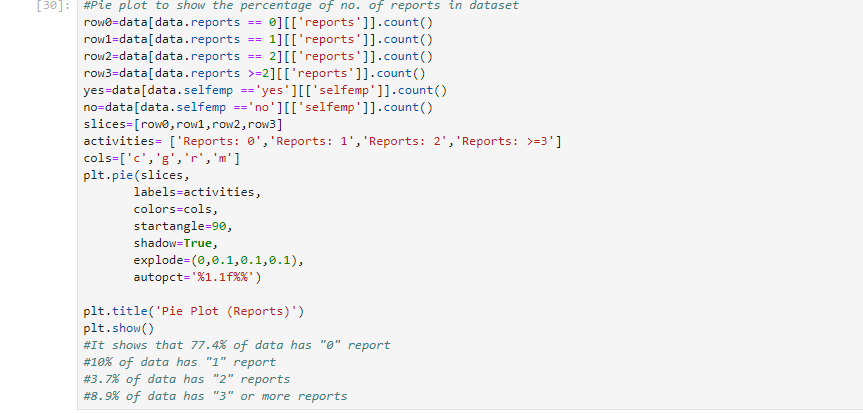 [30]: #Pie plot to show the percentage of no. of reports in dataset
row0=data[data.reports == 0][['reports']].count()
row1=data[data.reports == 1][['reports']].count()
row2=data[data.reports == 2][['reports']].count()
row3=data[data.reports >=2][['reports']].count()
yes=data[data.selfemp =='yes'][['selfemp']].count()
no=data[data.selfemp =='no'][['selfemp']].count()
slices=[row0,row1,row2,row3]
activities= ['Reports: 0','Reports: 1','Reports: 2','Reports: >=3']
cols=['c','g','r','m']
plt.pie(slices,
labels=activities,
colors=cols,
startangle=90,
shadow=True,
explode=(0,0.1,0.1,0.1),
autopct='%1.1f%%')
plt.title('Pie Plot (Reports)')
plt.show()
#It shows that 77.4% of data has "0" report
#10% of data has "1" report
#3.7% of data has "2" reports
#8.9% of data has "3" or more reports